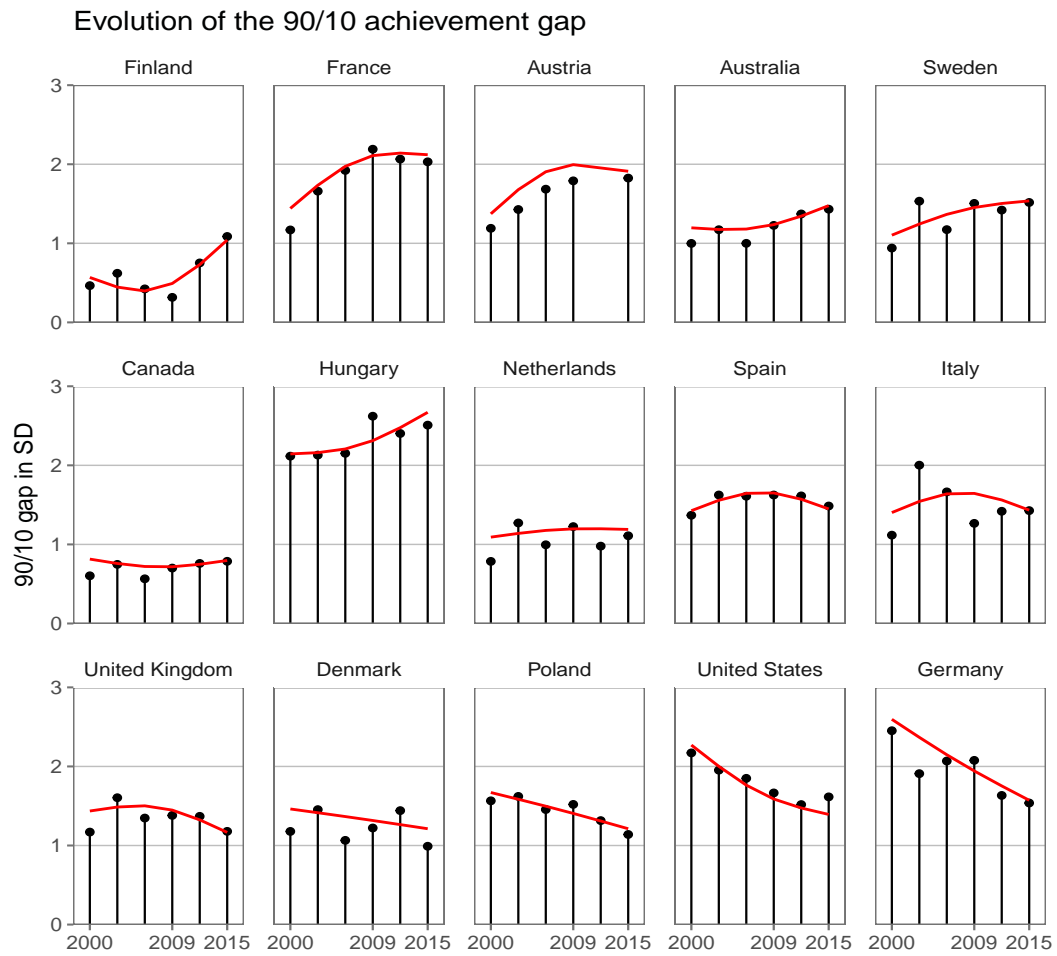 Evolution of the 90/10 achievement gap
Finland France Austria Australia Sweden
3
2
1
0
Canada Hungary Netherlands Spain Italy
3
2
1
0
90/10 gap in SD
United Kingdom Denmark Poland United States Germany
3
2
1
0
2000 2009 2015 2000 2009 2015 2000 2009 2015 2000 2009 2015 2000 2009 2015